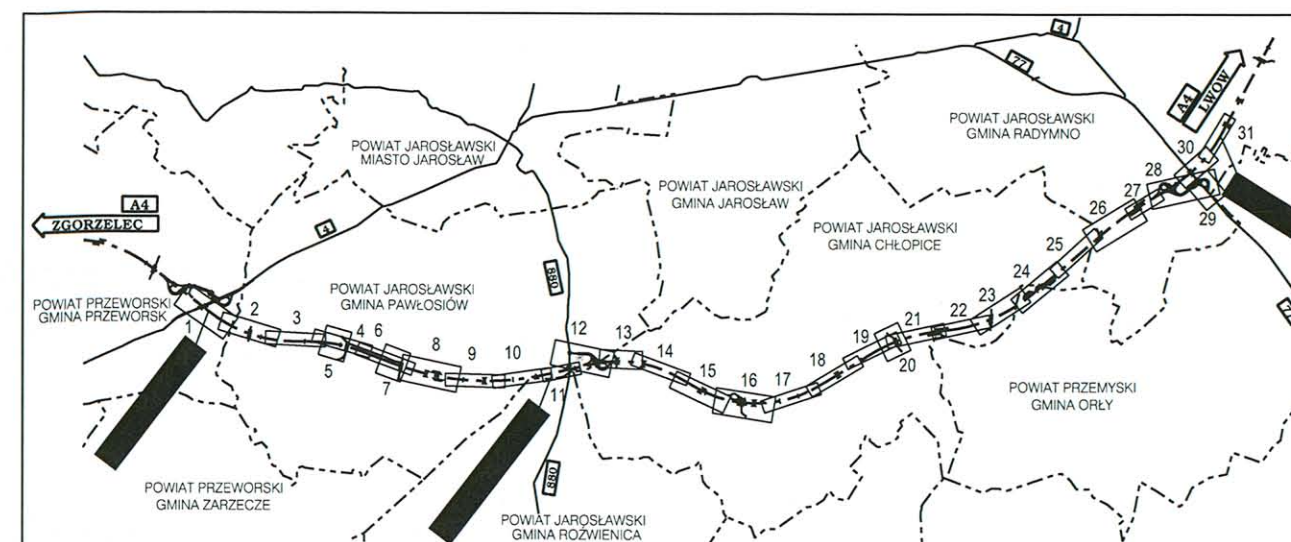 4
77
A4
LWÓW
POWIAT JAROSŁAWSKI
GMINA RADYMNO
31
30
POWIAT JAROSŁAWSKI
MIASTO JAROSŁAW
28
POWIAT JAROSŁAWSKI
GMINA JAROSŁAW
27
29
A4
ZGORZELEC
26
4
POWIAT JAROSŁAWSKI
GMINA CHŁOPICE
25
880
POWIAT JAROSŁAWSKI
GMINA PAWŁOSIÓW
24
POWIAT PRZEWORSKI
GMINA PRZEWORSK
23
77
1
2
3
4
6
5
7
8
9
10
12
13
11
14
15
16
17
18
19
21
20
22
POWIAT PRZEMYSKI
GMINA ORŁY
880
POWIAT PRZEWORSKI
GMINA ZARZECZE
POWIAT JAROSŁAWSKI
GMINA ROŹWIENICA